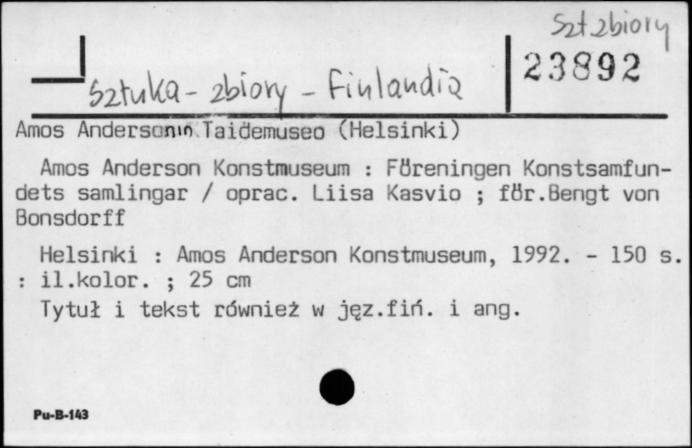 Szt zbiory
23892
Sztuka - zbiory - Finlandia
Amos Andersonin Taidemuseo (Helsinki)
Amos Anderson Konstmuseum : Föreningen Konstsamfun-
dets samlingar / oprac. Liisa Kasvio ; för.Bengt von
Bonsdorff
Helsinki : Amos Anderson Konstmuseum, 1992. - 150 s.
: il.kolor. ; 25 cm
Tytuł i tekst również w jęz.fiń. i ang.
Pu-B-143